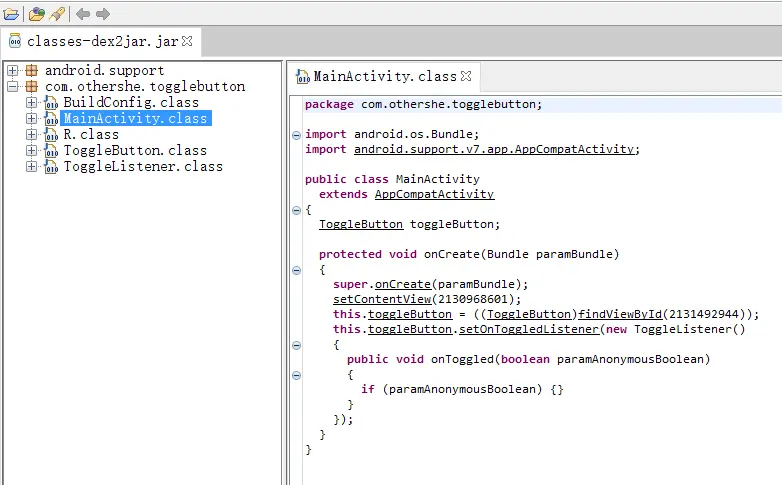 classes-dex2jar.jar
android.support
com.othershe.togglebutton
BuildConfig.class
MainActivity.class
R.class
ToggleButton.class
ToggleListener.class
MainActivity.class
package com.othershe.togglebutton;
import android.os.Bundle;
import android.support.v7.app.AppCompatActivity;
public class MainActivity
extends AppCompatActivity
{
ToggleButton toggleButton;
protected void onCreate(Bundle paramBundle)
{
super.onCreate(paramBundle);
setContentView(2130968601);
this.toggleButton = ((ToggleButton)findViewById(2131492944));
this.toggleButton.setOnToggledListener(new ToggleListener()
{
public void onToggled(boolean paramAnonymousBoolean)
{
if (paramAnonymousBoolean) {}
}
});
}
}